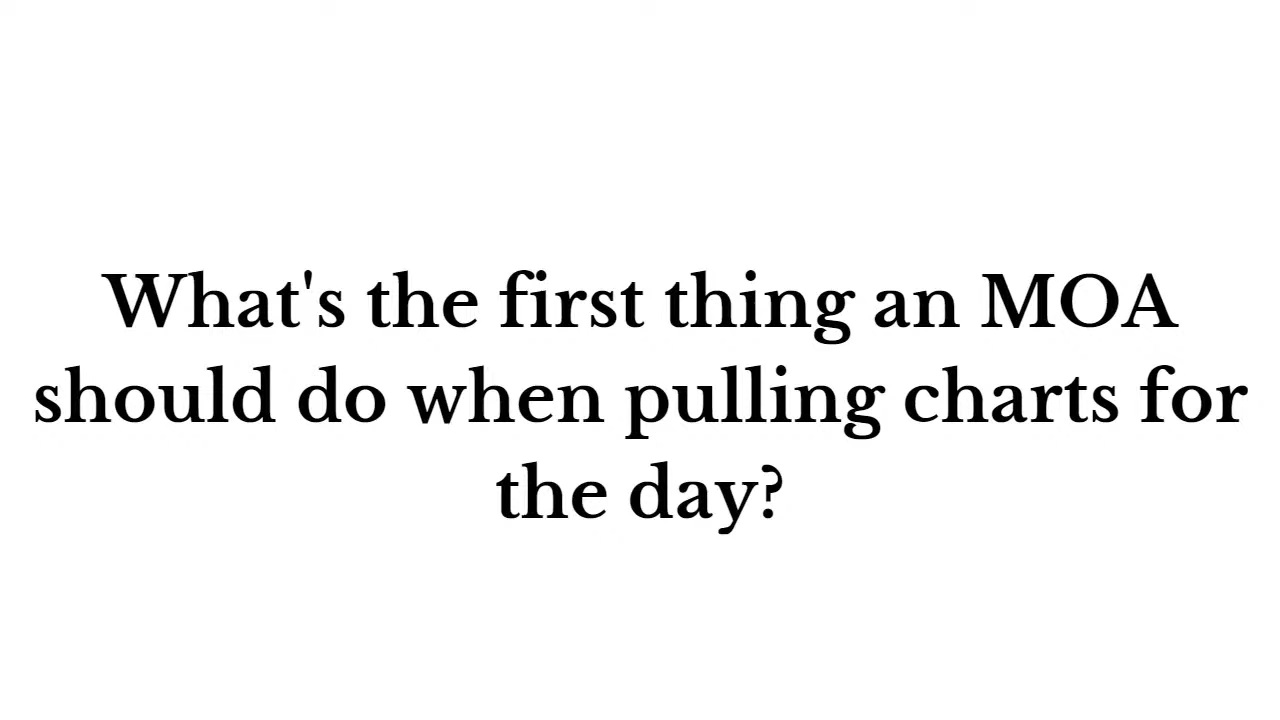 What's the first thing an MOA
should do when pulling charts for
the day?